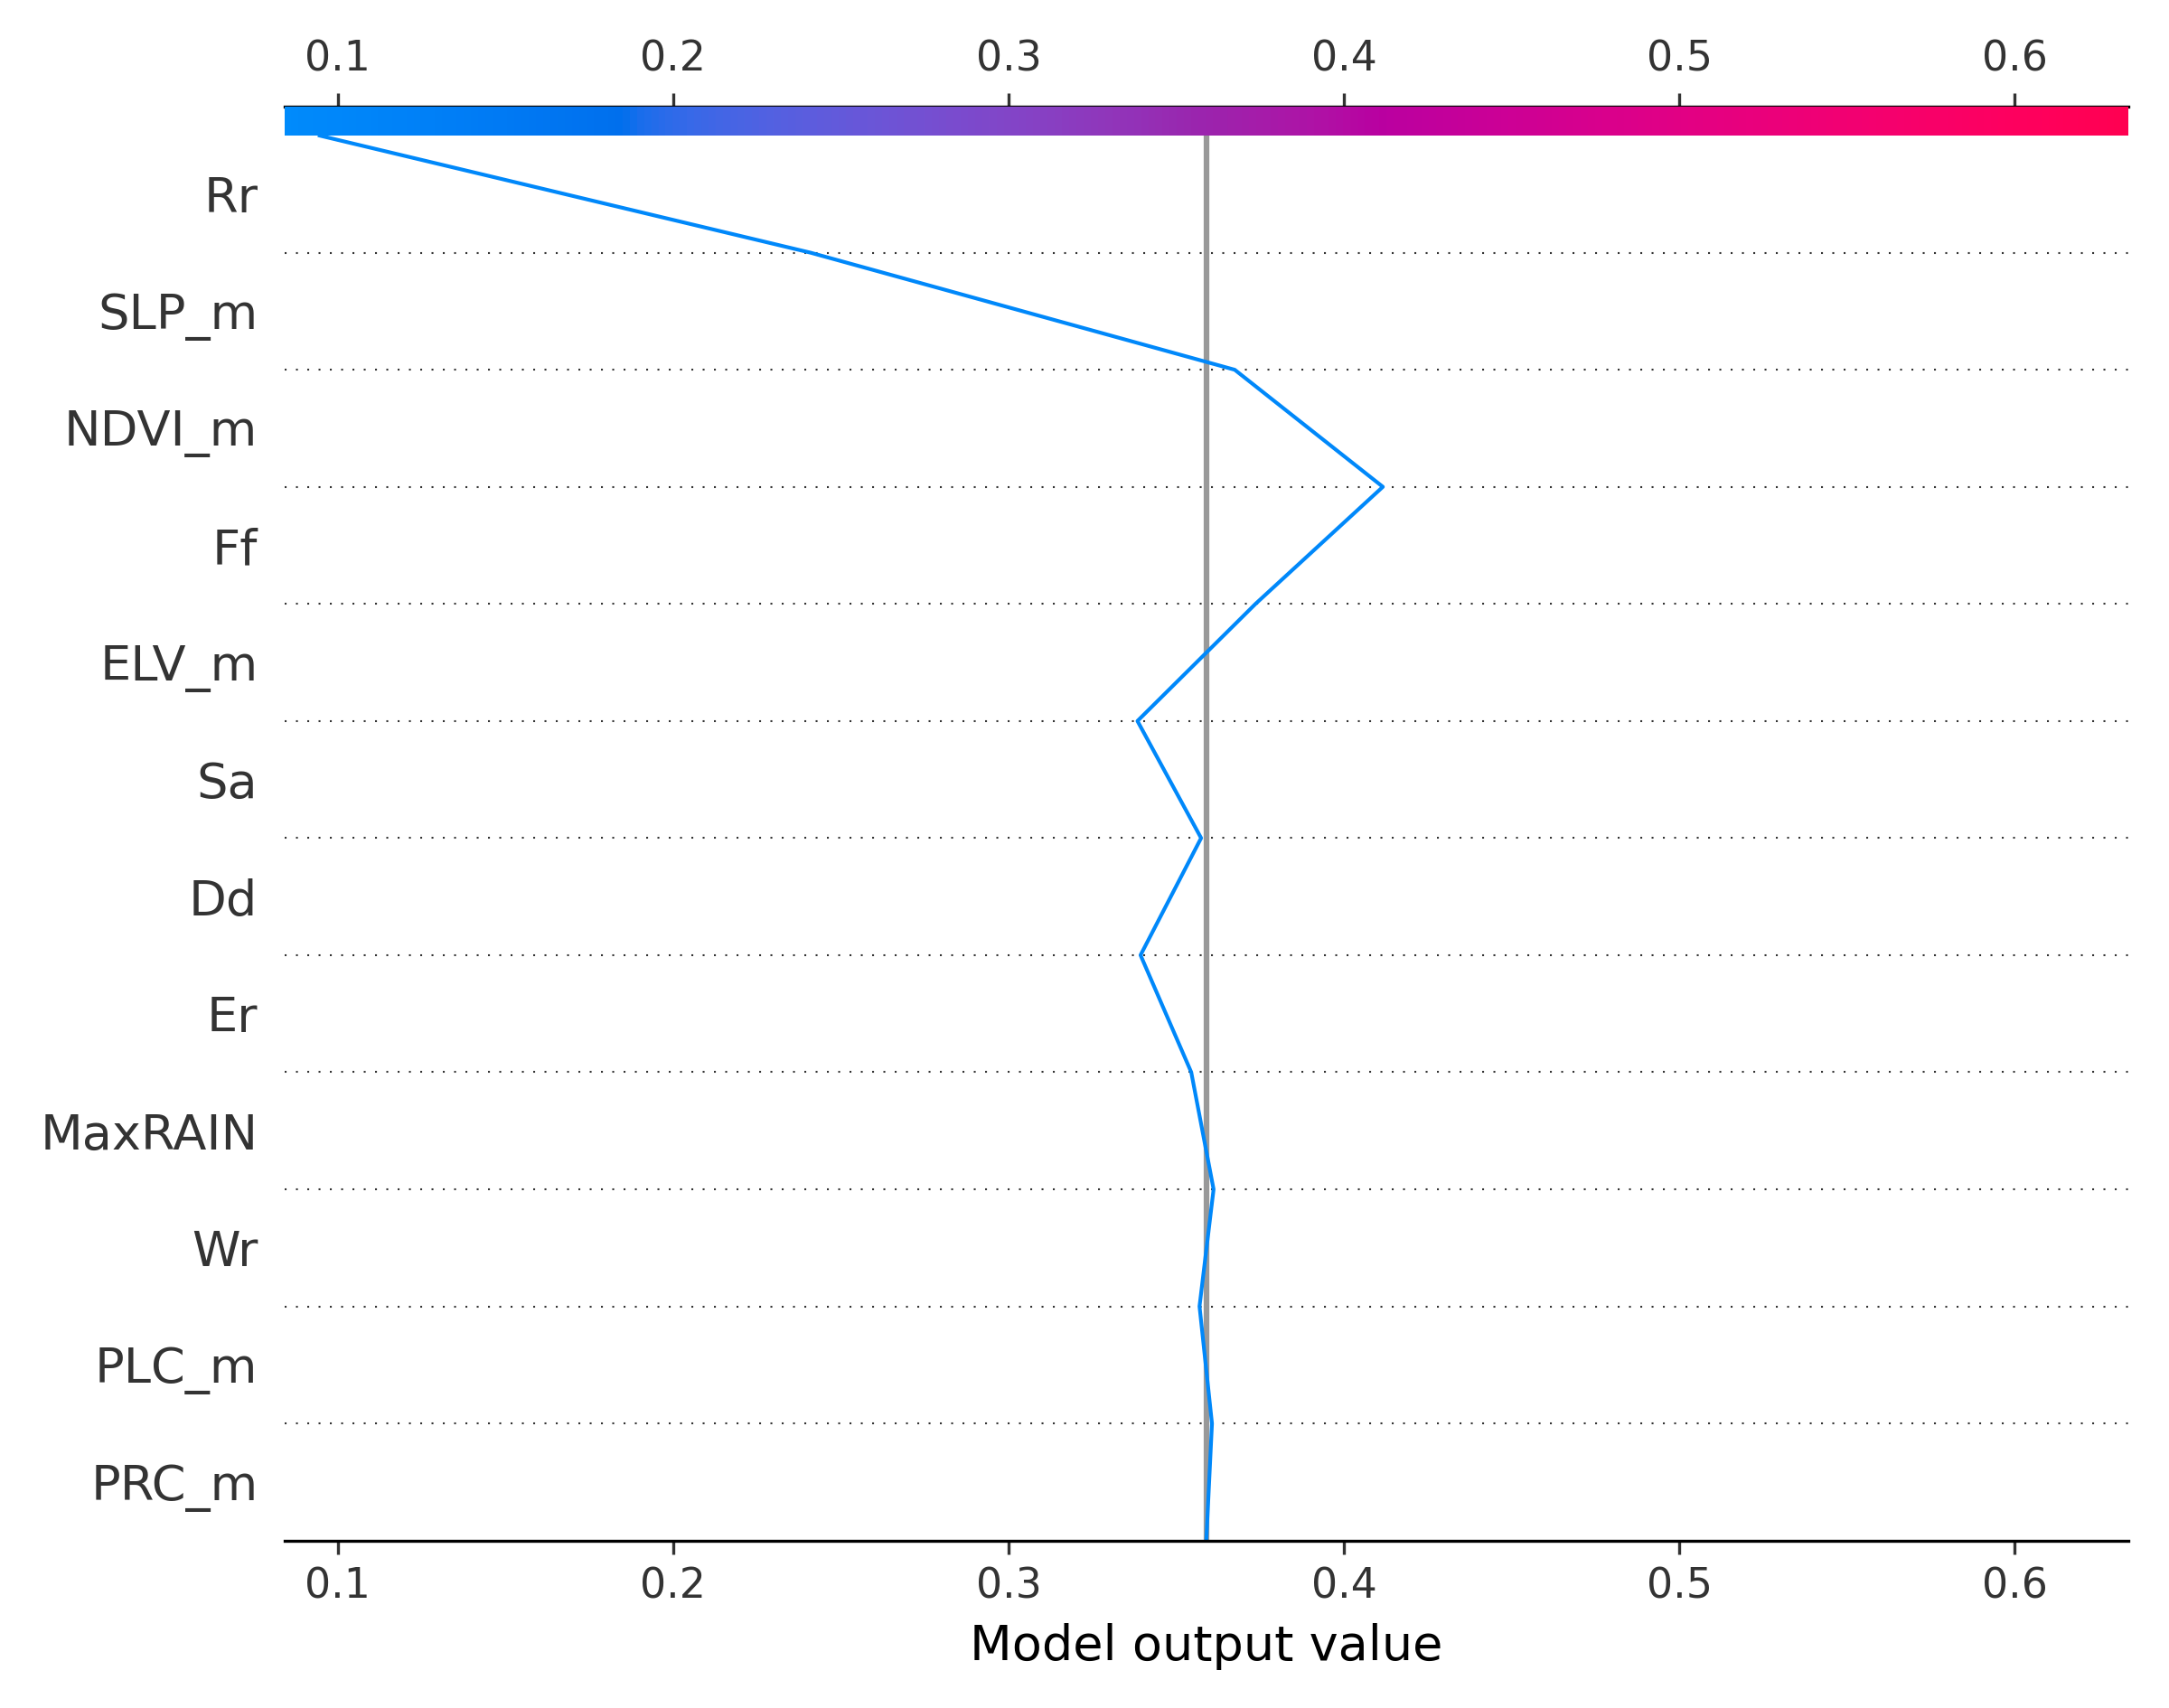 0.1 0.2 0.3 0.4 0.5 0.6
Rr
SLP_m
NDVI_m
Ff
ELV_m
Sa
Dd
Er
MaxRAIN
Wr
PLC_m
PRC_m
0.1 0.2 0.3 0.4 0.5 0.6
Model output value